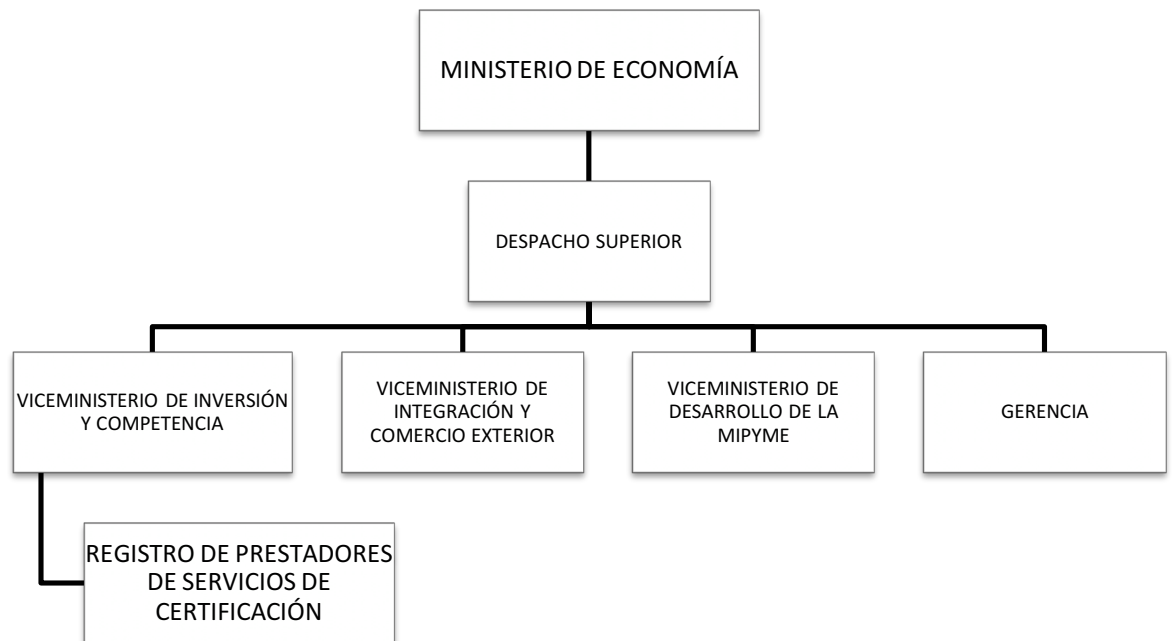 MINISTERIO DE ECONOMÍA
DESPACHO SUPERIOR
VICEMINISTERIO DE INVERSIÓN
Y COMPETENCIA
VICEMINISTERIO DE
INTEGRACIÓN Y
COMERCIO EXTERIOR
VICEMINISTERIO DE
DESARROLLO DE LA
MIPYME
GERENCIA
REGISTRO DE PRESTADORES
DE SERVICIOS DE
CERTIFICACIÓN